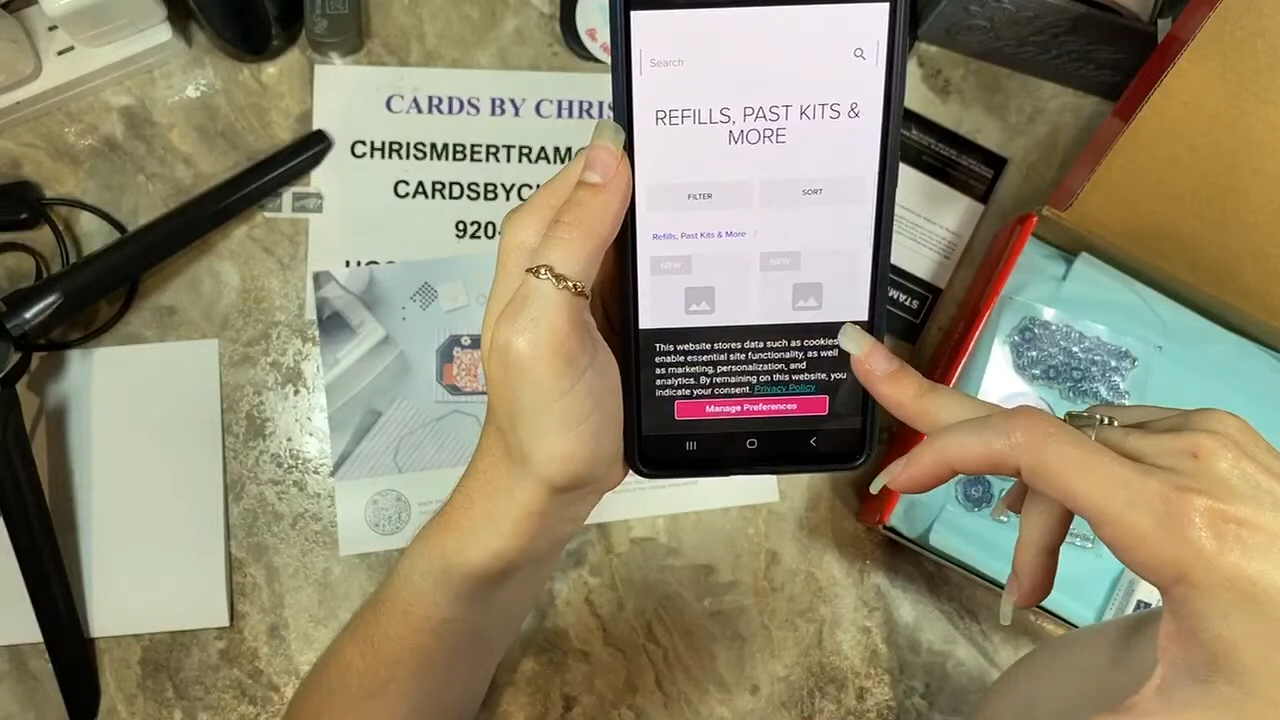 CARDS BY CHRIS
CHRISMBERTRAM
CARDSBYC
920-
Search
REFILLS, PAST KITS &
MORE
FILTER
SORT
Refills, Past Kits & More /
NEW
NEW
This website stores data such as cookies
enable essential site functionality, as well
as marketing, personalization, and
analytics. By remaining on this website, you
indicate your consent. Privacy Policy
Manage Preferences
STAM